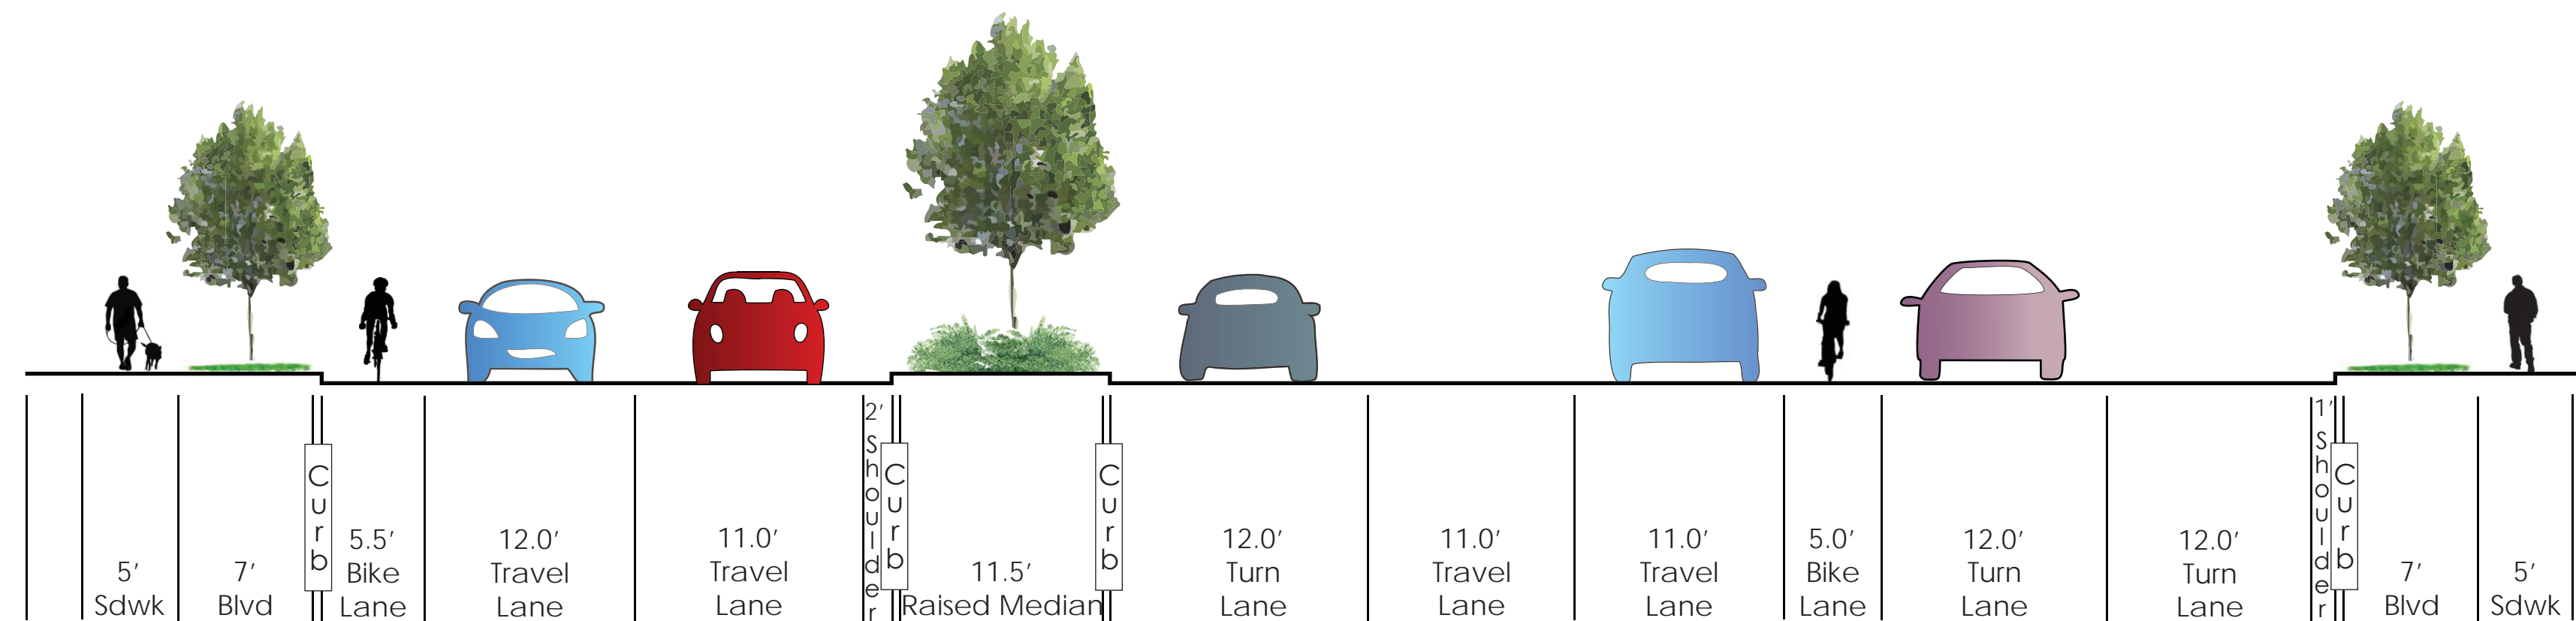 5'
Sdwk
7'
Blvd
Curb
5.5'
Bike
Lane
12.0'
Travel
Lane
11.0'
Travel
Lane
2' Shoulder
Curb
11.5'
Raised Median
Curb
12.0'
Turn
Lane
11.0'
Travel
Lane
11.0'
Travel
Lane
5.0'
Bike
Lane
12.0'
Turn
Lane
12.0'
Turn
Lane
1' Shoulder
Curb
7'
Blvd
5'
Sdwk